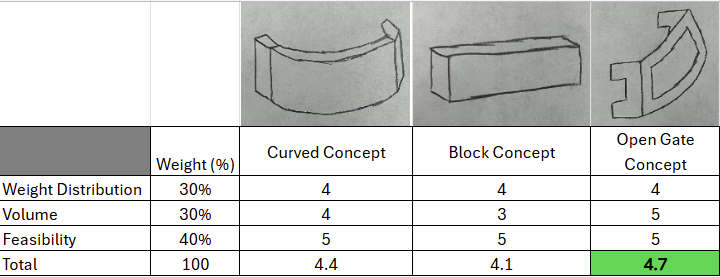 Weight (%) Curved Concept Block Concept Open Gate Concept
Weight Distribution 30% 4 4 4
Volume 30% 4 3 5
Feasibility 40% 5 5 5
Total 100 4.4 4.1 4.7